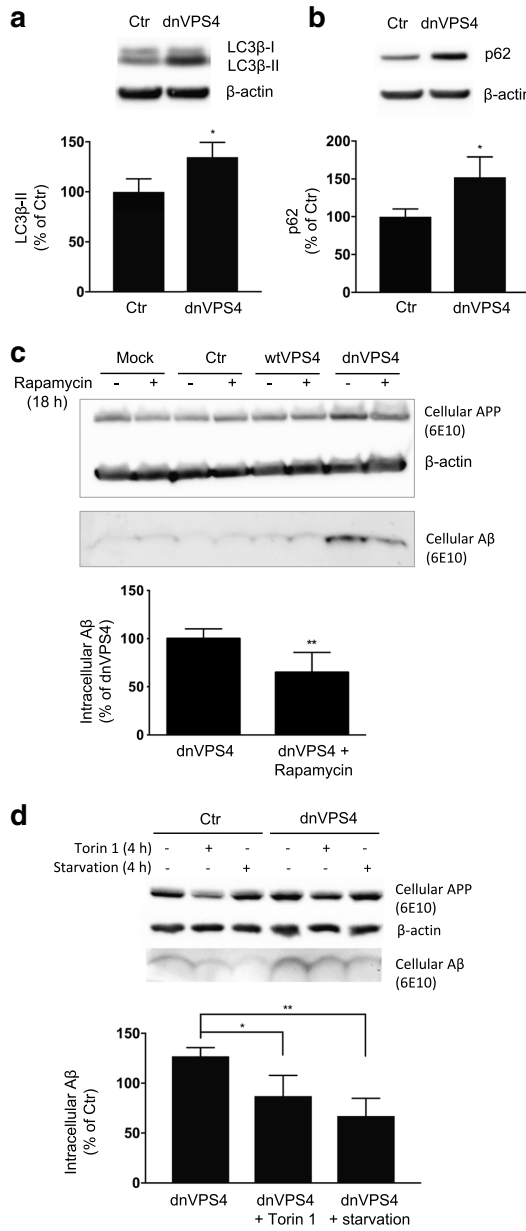 a
Ctr dnVPS4
LC3β-I
LC3β-II
β-actin
150
100
50
0
LC3β-II
(% of Ctr)
*
Ctr dnVPS4
b
Ctr dnVPS4
p62
β-actin
200
150
100
50
0
p62
(% of Ctr)
*
Ctr dnVPS4
c
Mock Ctr wtVPS4 dnVPS4
Rapamycin - + - + - + - +
(18 h)
Cellular APP
(6E10)
β-actin
Cellular Aβ
(6E10)
150
100
50
0
Intracellular Aβ
(% of dnVPS4)
**
dnVPS4 dnVPS4 +
Rapamycin
d
Ctr dnVPS4
Torin 1 (4 h) - + - - + -
Starvation (4 h) - - + - - +
Cellular APP
(6E10)
β-actin
Cellular Aβ
(6E10)
150
100
50
0
Intracellular Aβ
(% of Ctr)
**
*
dnVPS4 dnVPS4 dnVPS4
+ Torin 1 + starvation